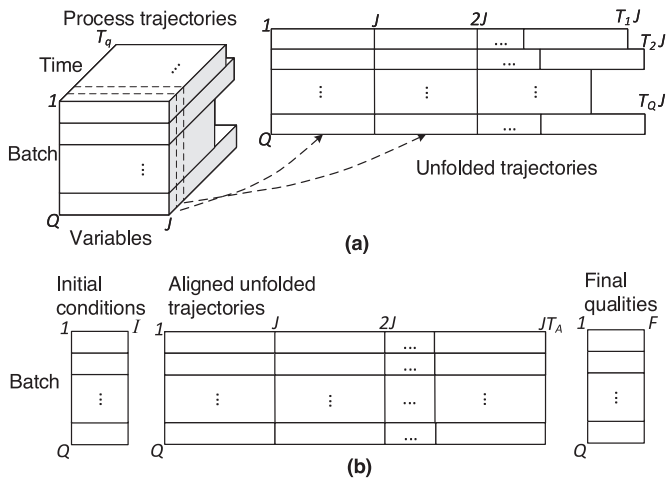 Process trajectories
T_q
Time
1
Batch
Q
J
Variables
...
...
1
J
2J
T_1 J
T_2 J
T_Q J
...
...
...
...
...
...
Q
Unfolded trajectories
(a)
Initial
conditions
Aligned unfolded
trajectories
Final
qualities
1
I
1
J
2J
JT_A
1
F
Batch
...
...
...
...
...
...
...
...
...
Q
Q
Q
(b)